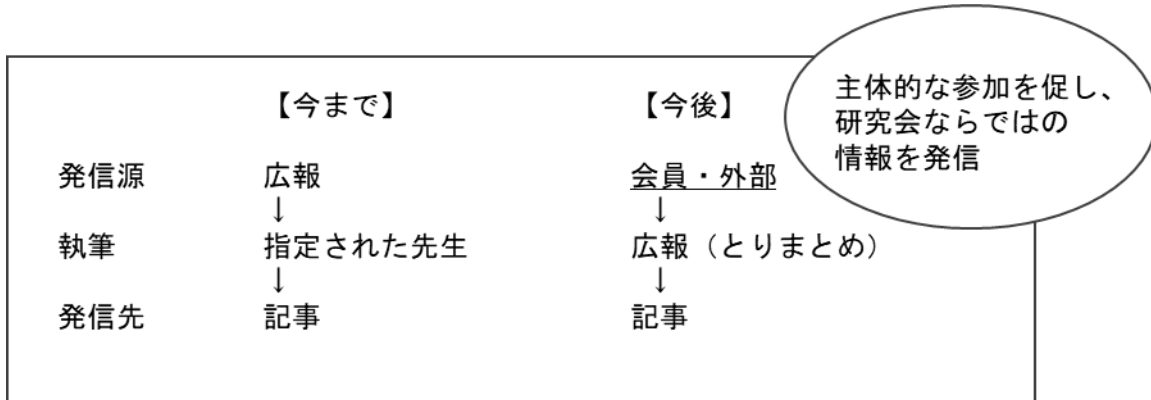 【今まで】 【今後】
主体的な参加を促し、
研究会ならではの
情報を発信
発信源 広報 会員・外部
↓ ↓
執筆 指定された先生 広報（とりまとめ）
↓ ↓
発信先 記事 記事